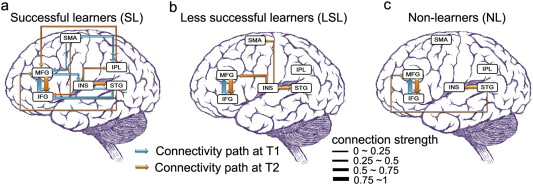 a Successful learners (SL)
b Less successful learners (LSL)
c Non-learners (NL)
SMA
MFG
IPL
INS
STG
IFG
SMA
MFG
IPL
INS
STG
IFG
SMA
MFG
IPL
INS
STG
IFG
Connectivity path at T1
Connectivity path at T2
connection strength
0 ~ 0.25
0.25 ~ 0.5
0.5 ~ 0.75
0.75 ~1